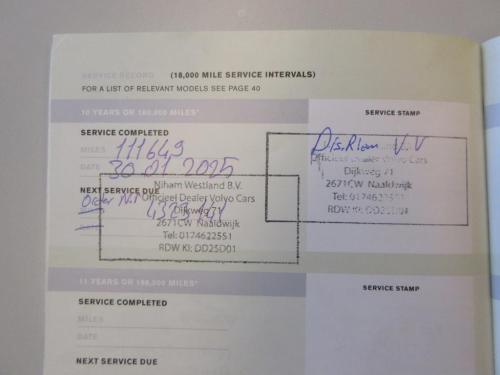 SERVICE RECORD (18,000 MILE SERVICE INTERVALS)
FOR A LIST OF RELEVANT MODELS SEE PAGE 40
10 YEARS OR 180,000 MILES*
SERVICE STAMP
SERVICE COMPLETED
MILES 111649
DATE 30 01 2025
NEXT SERVICE DUE
Niham Westland B.V.
Officieel Dealer Volvo Cars
Dijkweg 71
2671CW Naaldwijk
Tel: 0174622551
RDW KI: DD25D01
Officieel Dealer Volvo Cars
Dijkweg 71
2671CW Naaldwijk
Tel: 0174622551
11 YEARS OR 198,000 MILES*
SERVICE STAMP
SERVICE COMPLETED
MILES
DATE
NEXT SERVICE DUE